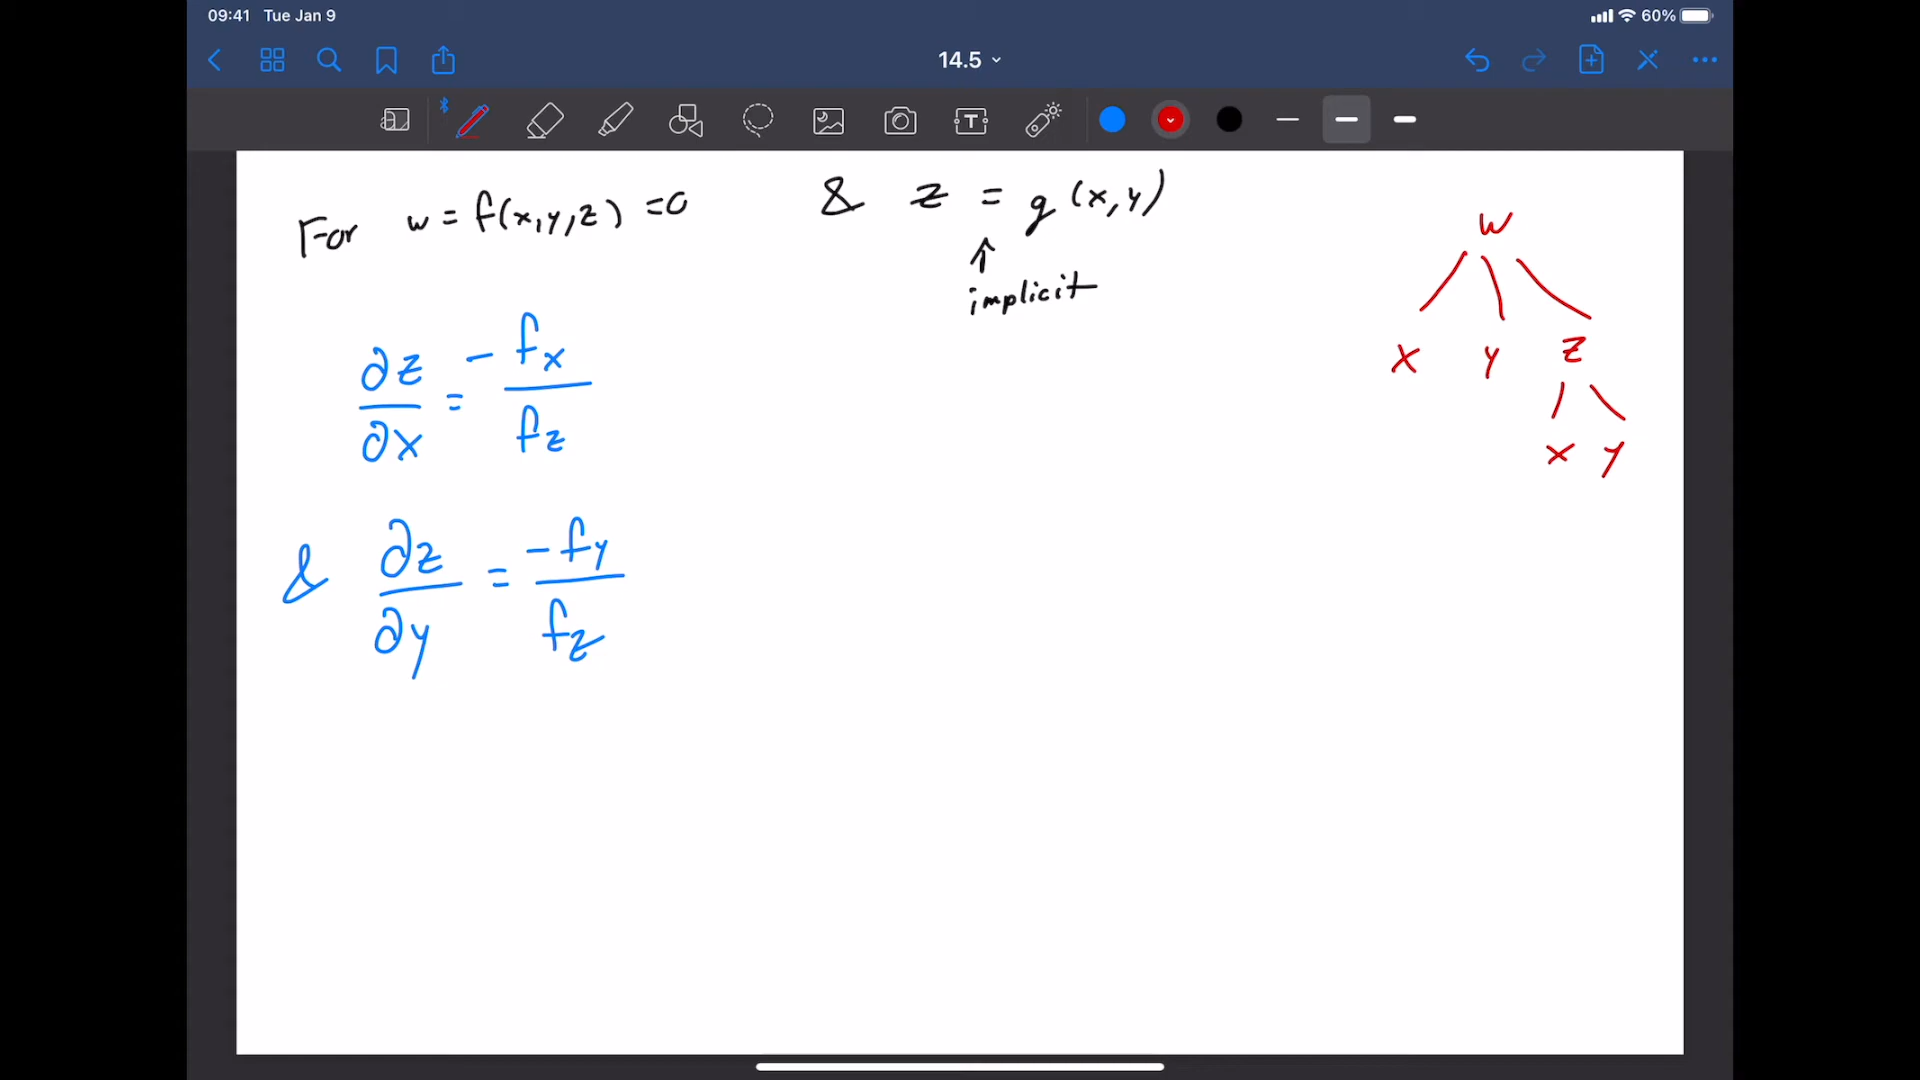 09:41 Tue Jan 9
60%
14.5
T
For w = f(x,y,z) =0 & z = g(x,y)
↑
implicit
∂z/∂x = -fx/fz
& ∂z/∂y = -fy/fz
w
x y z
x y